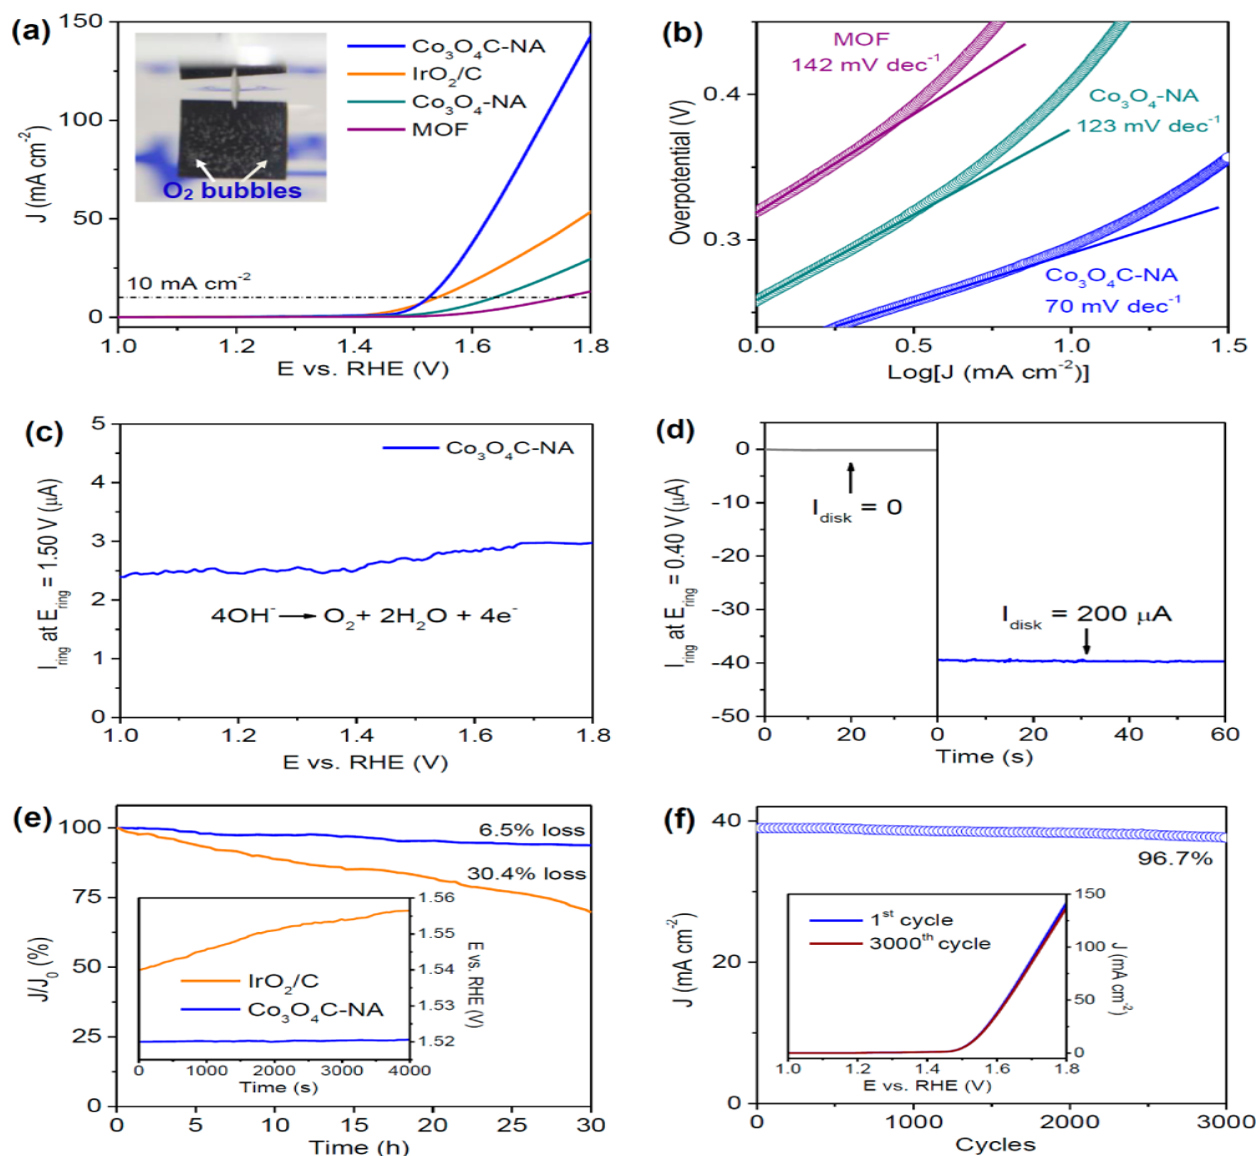 (a)
150
100
50
0
J (mA cm⁻²)
Co₃O₄C-NA
IrO₂/C
Co₃O₄-NA
MOF
O₂ bubbles
10 mA cm⁻²
1.0 1.2 1.4 1.6 1.8
E vs. RHE (V)
(b)
0.4
0.3
Overpotential (V)
MOF
142 mV dec⁻¹
Co₃O₄-NA
123 mV dec⁻¹
Co₃O₄C-NA
70 mV dec⁻¹
0.0 0.5 1.0 1.5
Log[J (mA cm⁻²)]
(c)
5
4
3
2
1
0
I_ring at E_ring = 1.50 V (μA)
Co₃O₄C-NA
4OH⁻ → O₂ + 2H₂O + 4e⁻
1.0 1.2 1.4 1.6 1.8
E vs. RHE (V)
(d)
0
-10
-20
-30
-40
-50
I_ring at E_ring = 0.40 V (μA)
I_disk = 0
I_disk = 200 μA
0 20 0 20 40 60
Time (s)
(e)
100
75
50
25
0
J/J₀ (%)
6.5% loss
30.4% loss
1.56
1.55
1.54
1.53
1.52
E vs. RHE (V)
IrO₂/C
Co₃O₄C-NA
0 1000 2000 3000 4000
Time (s)
0 5 10 15 20 25 30
Time (h)
(f)
40
20
0
J (mA cm⁻²)
96.7%
1ˢᵗ cycle
3000ᵗʰ cycle
150
100
50
0
J (mA cm⁻²)
1.0 1.2 1.4 1.6 1.8
E vs. RHE (V)
0 1000 2000 3000
Cycles